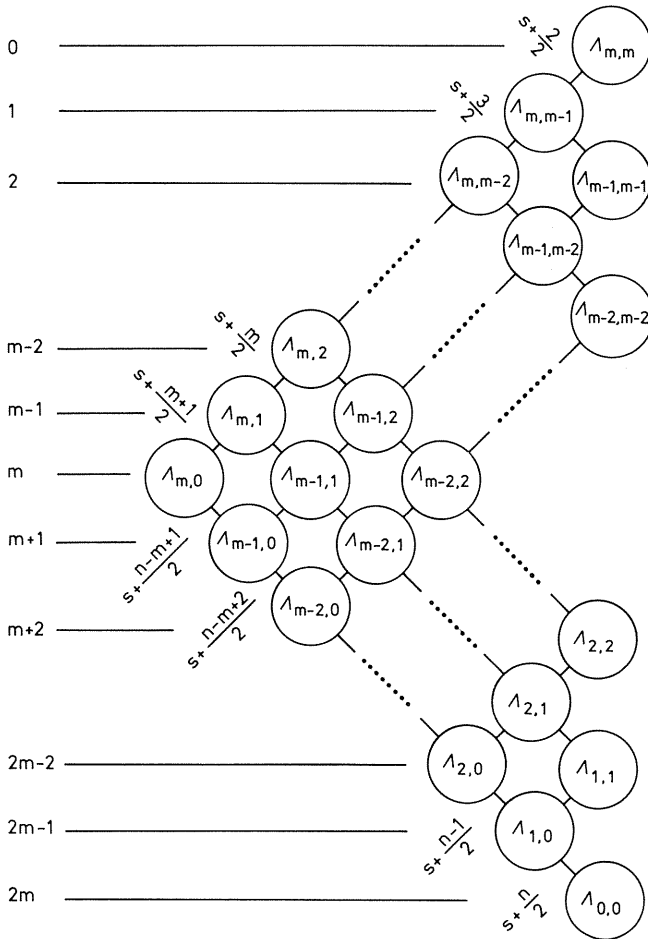 0 s+2/2 Λm,m
1 s+3/2 Λm,m-1
2 Λm,m-2 Λm-1,m-1
Λm-1,m-2
Λm-2,m-2
m-2 s+m/2 Λm,2
m-1 s+m+1/2 Λm,1 Λm-1,2
m Λm,0 Λm-1,1 Λm-2,2
m+1 s+n-m+1/2 Λm-1,0 Λm-2,1
m+2 s+n-m+2/2 Λm-2,0
Λ2,2
Λ2,1
2m-2 Λ2,0 Λ1,1
2m-1 s+n-1/2 Λ1,0
2m s+n/2 Λ0,0